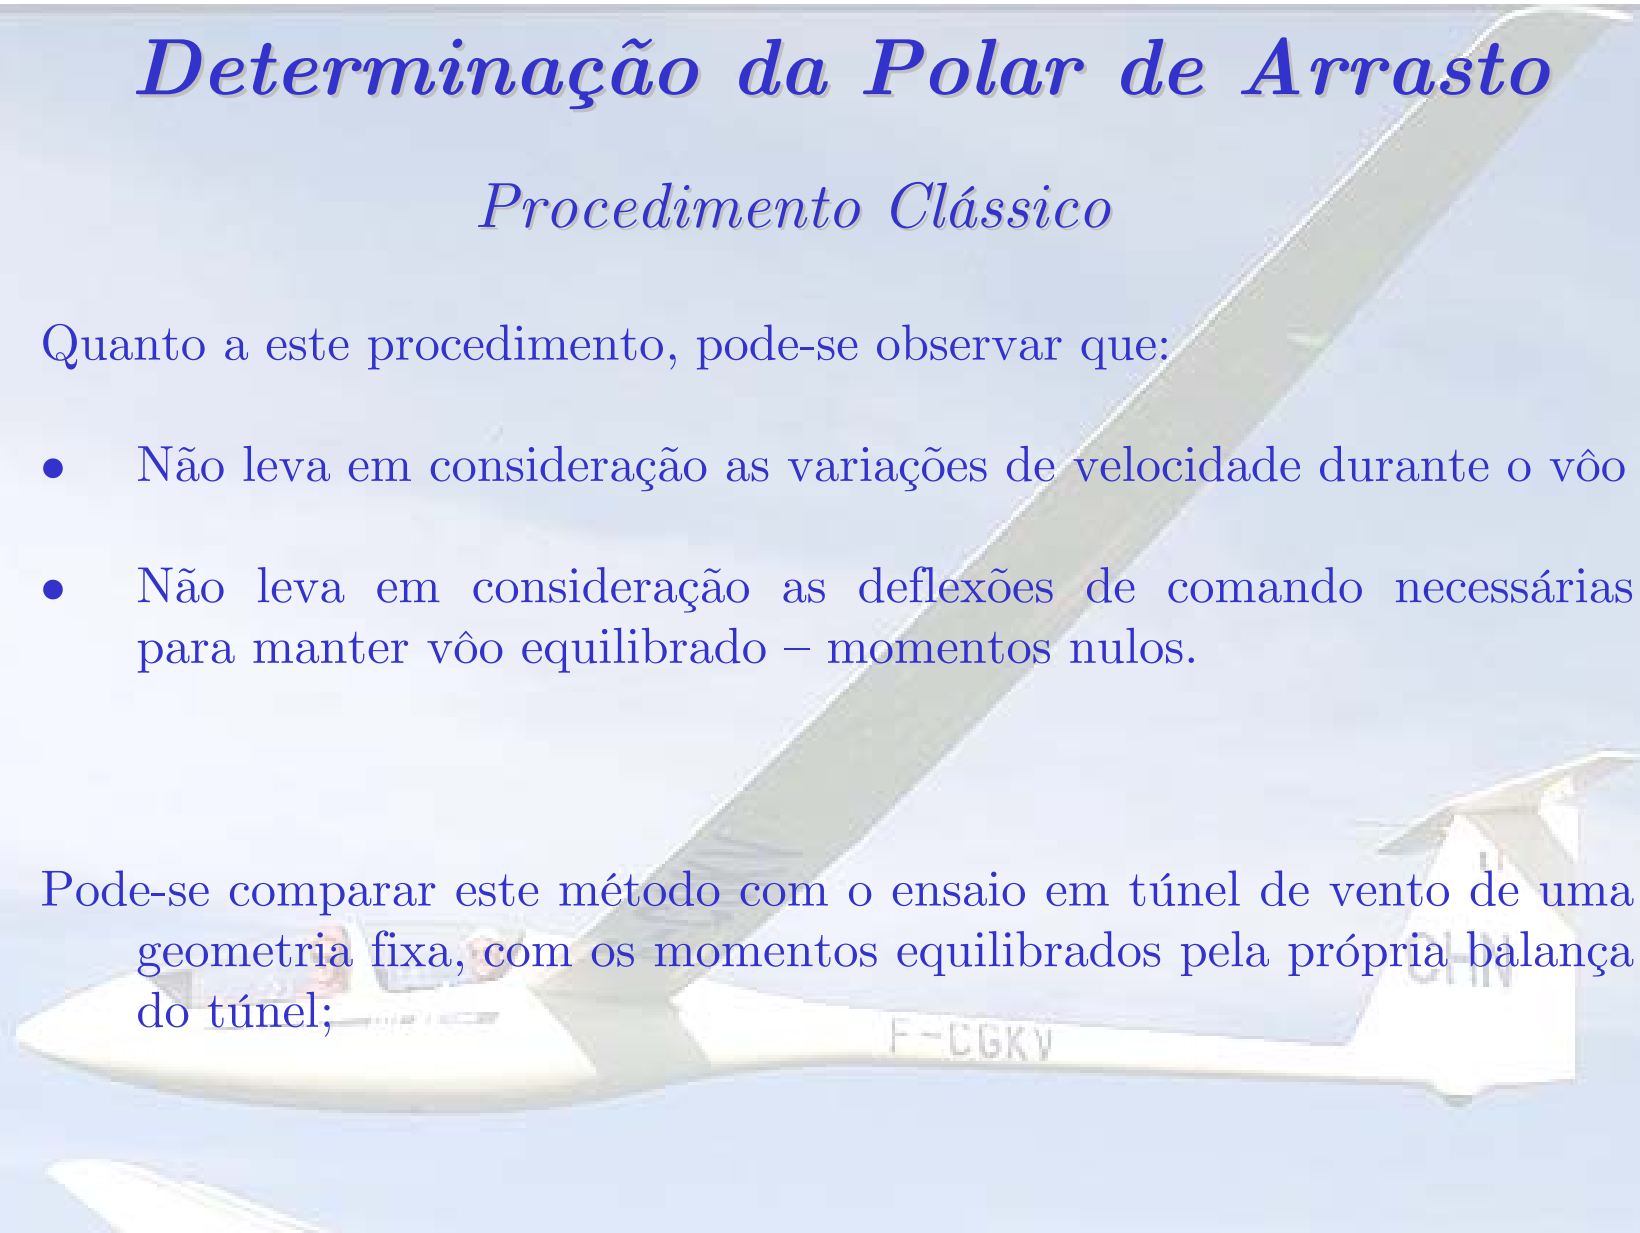 Determinação da Polar de Arrasto
Procedimento Clássico
Quanto a este procedimento, pode-se observar que:
• Não leva em consideração as variações de velocidade durante o vôo
• Não leva em consideração as deflexões de comando necessárias
para manter vôo equilibrado – momentos nulos.
Pode-se comparar este método com o ensaio em túnel de vento de uma
geometria fixa, com os momentos equilibrados pela própria balança
do túnel;
F-CGKV